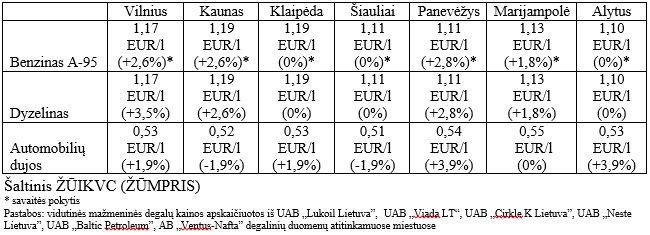 Vilnius Kaunas Klaipėda Šiauliai Panevėžys Marijampolė Alytus
Benzinas A-95 1,17 EUR/l (+2,6%)* 1,19 EUR/l (+2,6%)* 1,19 EUR/l (0%)* 1,11 EUR/l (0%)* 1,11 EUR/l (+2,8%)* 1,13 EUR/l (+1,8%)* 1,10 EUR/l (0%)*
Dyzelinas 1,17 EUR/l (+3,5%) 1,19 EUR/l (+2,6%) 1,19 EUR/l (0%) 1,11 EUR/l (0%) 1,11 EUR/l (+2,8%) 1,13 EUR/l (+1,8%) 1,10 EUR/l (0%)
Automobilių dujos 0,53 EUR/l (+1,9%) 0,52 EUR/l (-1,9%) 0,53 EUR/l (+1,9%) 0,51 EUR/l (-1,9%) 0,54 EUR/l (+3,9%) 0,55 EUR/l (0%) 0,53 EUR/l (+3,9%)
Šaltinis ŽŪIKVC (ŽŪMPRIS)
* savaitės pokytis
Pastabos: vidutinės mažmeninės degalų kainos apskaičiuotos iš UAB „Lukoil Lietuva”, UAB „Viada LT“, UAB „Cirkle K Lietuva”, UAB „Neste
Lietuva”, UAB „Baltic Petroleum”, AB „Ventus-Nafta” degalinių duomenų atitinkamuose miestuose